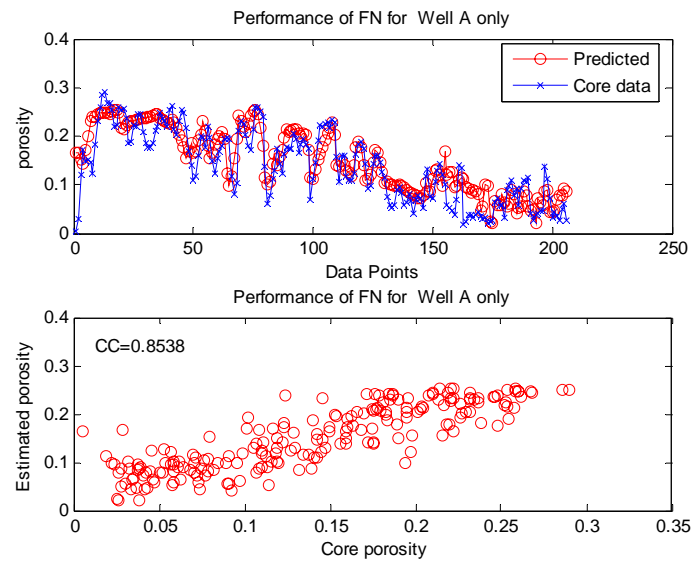 Performance of FN for Well A only
0.4
0.3
0.2
0.1
0
porosity
Predicted
Core data
0 50 100 150 200 250
Data Points
Performance of FN for Well A only
0.4
0.3
0.2
0.1
0
Estimated porosity
CC=0.8538
0 0.05 0.1 0.15 0.2 0.25 0.3 0.35
Core porosity